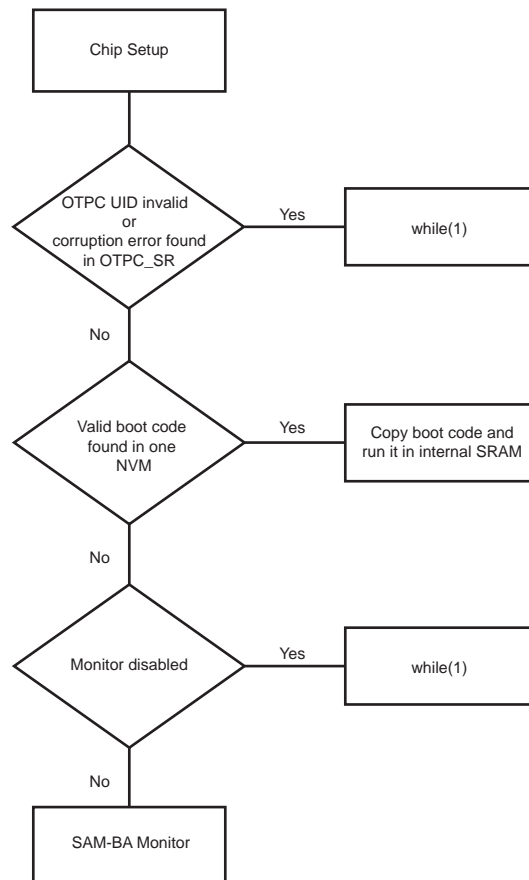 Chip Setup
OTPC UID invalid
or
corruption error found
in OTPC_SR
Yes
while(1)
No
Valid boot code
found in one
NVM
Yes
Copy boot code and
run it in internal SRAM
No
Monitor disabled
Yes
while(1)
No
SAM-BA Monitor